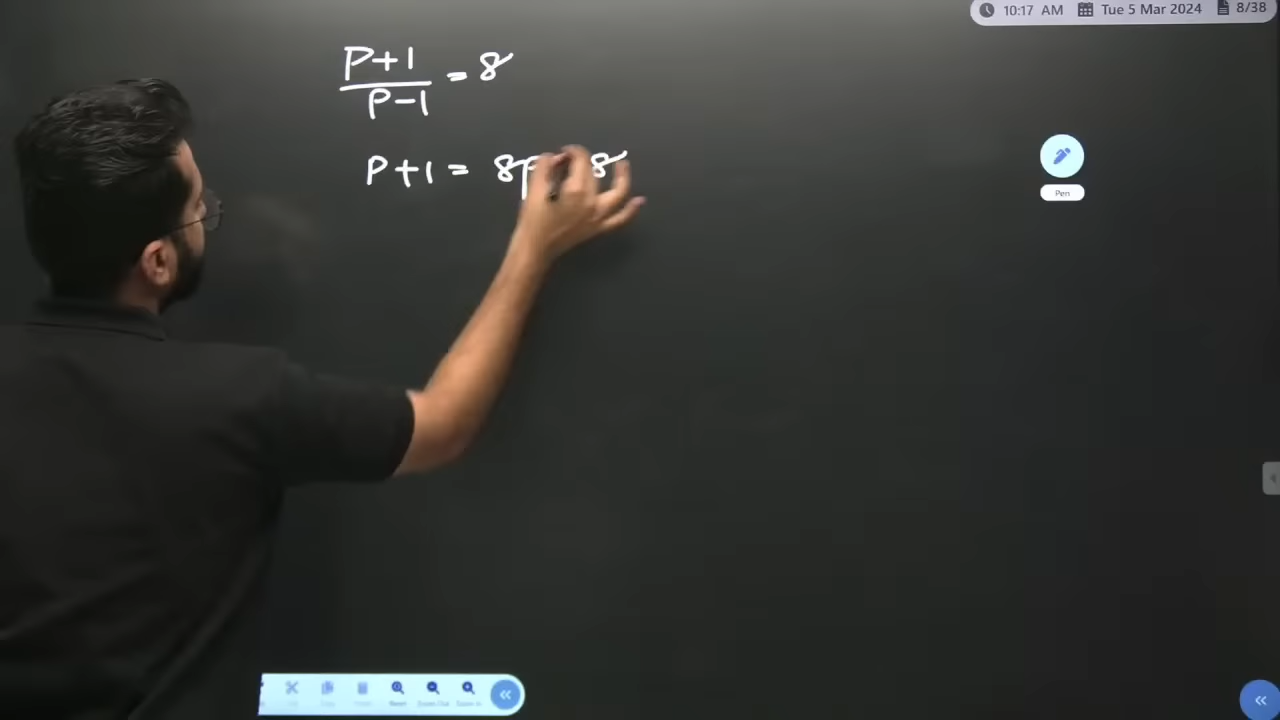 10:17 AM Tue 5 Mar 2024 8/38
P+1
P-1
= 8
P+1 = 8p 8
Pen